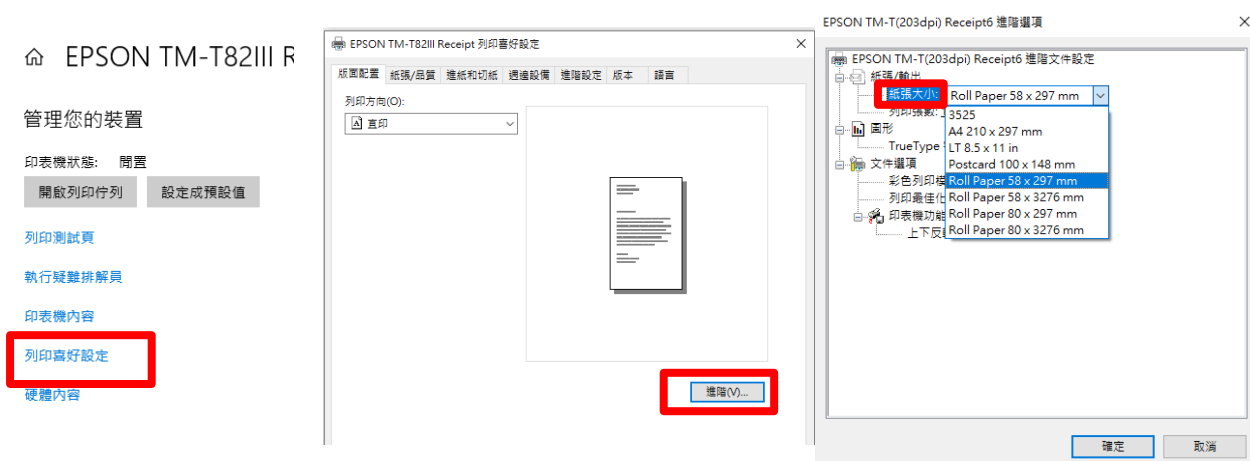 EPSON TM-T82III R
管理您的裝置
印表機狀態: 閒置
開啟列印佇列 設定成預設值
列印測試頁
執行疑難排解員
印表機內容
列印喜好設定
硬體內容
EPSON TM-T82III Receipt 列印喜好設定
版面配置 紙張/品質 進紙和切紙 週邊設備 進階設定 版本 語言
列印方向(O):
直印
進階(V)...
EPSON TM-T(203dpi) Receipt6 進階選項
EPSON TM-T(203dpi) Receipt6 進階文件設定
紙張/輸出
紙張大小: Roll Paper 58 x 297 mm
列印張數:
3525
A4 210 x 297 mm
圖形
LT 8.5 x 11 in
TrueType
Postcard 100 x 148 mm
文件選項
Roll Paper 58 x 297 mm
彩色列印模
Roll Paper 58 x 3276 mm
列印最佳化
Roll Paper 80 x 297 mm
印表機功能
Roll Paper 80 x 3276 mm
上下反
確定 取消